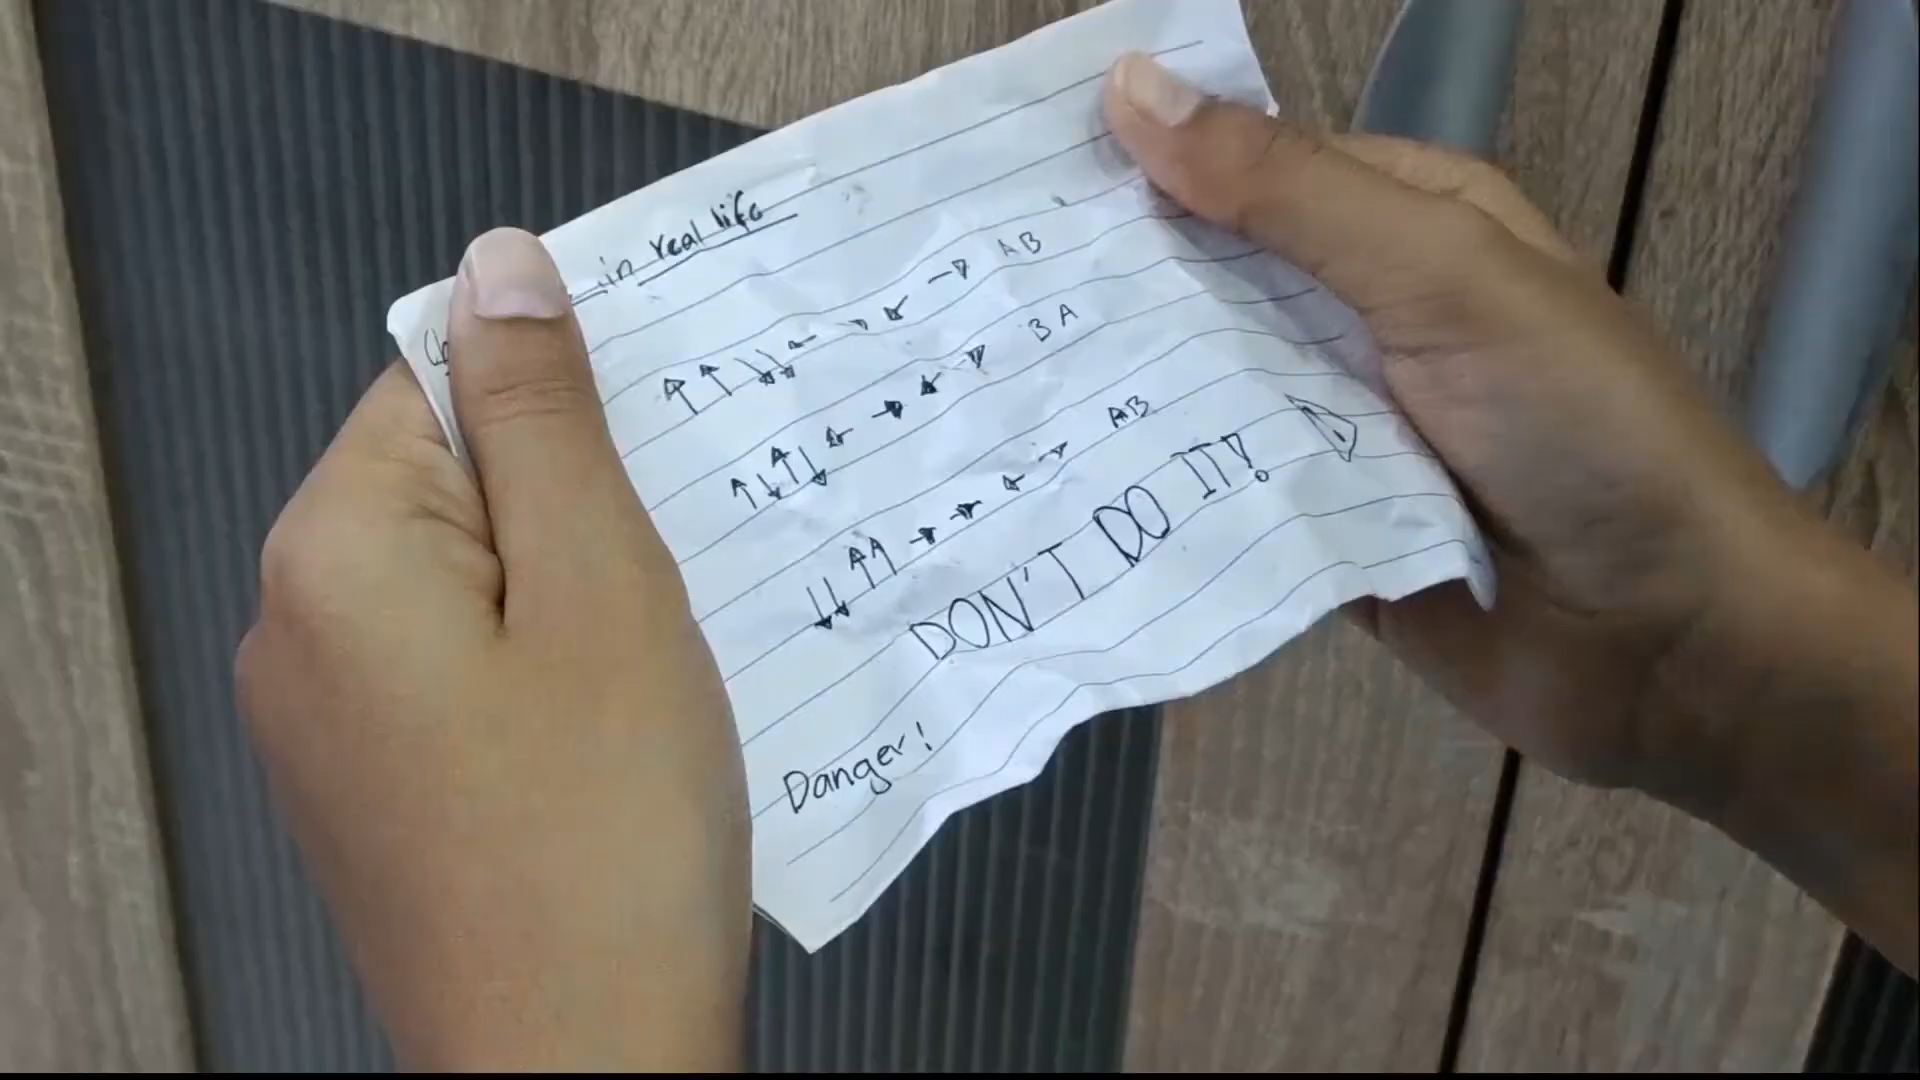 in real life
↑ ↑ ↓ ↓ ← → ← → AB
↑ ↓ ↑ ↓ ← → ← → BA
↓ ↓ ↑ ↑ → → ← → AB
DON'T DO IT!
Danger!